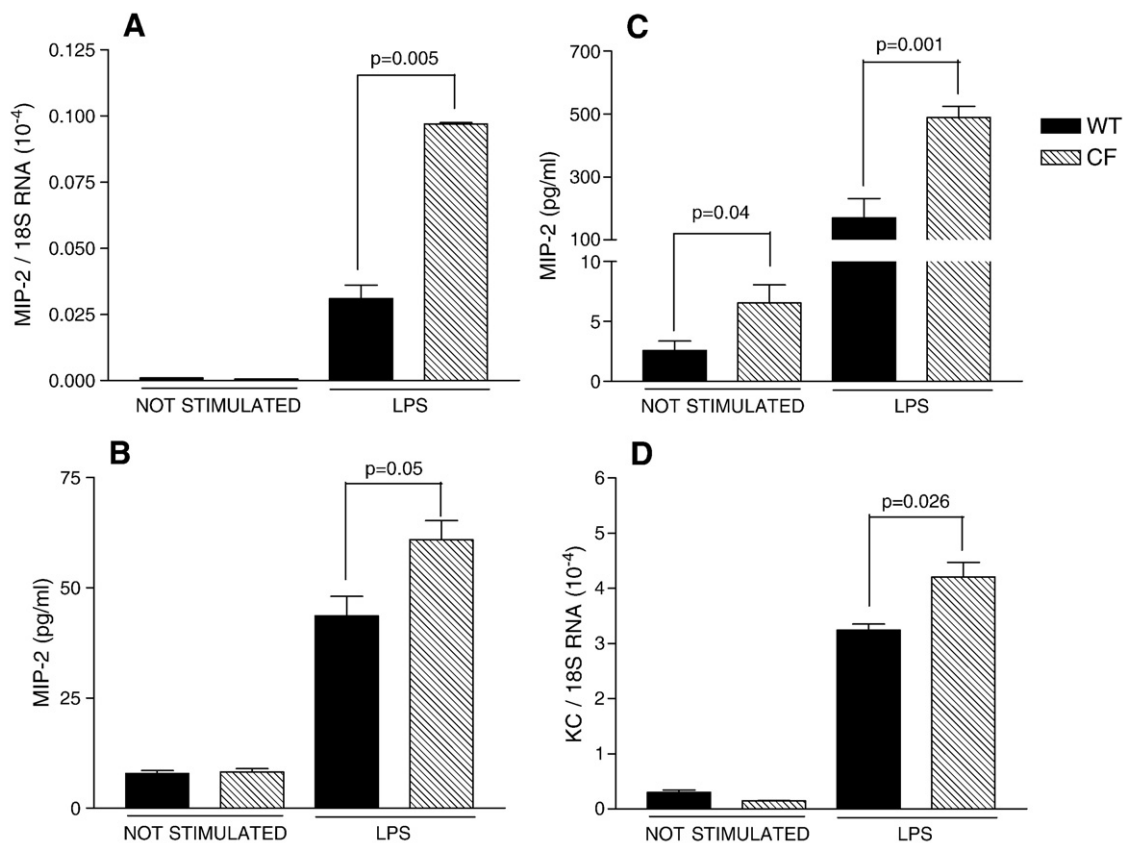 A
MIP-2 / 18S RNA (10-4)
0.125
0.100
0.075
0.050
0.025
0.000
p=0.005
NOT STIMULATED
LPS
C
MIP-2 (pg/ml)
700
500
300
100
10
5
0
p=0.04
p=0.001
NOT STIMULATED
LPS
WT
CF
B
MIP-2 (pg/ml)
75
50
25
0
p=0.05
NOT STIMULATED
LPS
D
KC / 18S RNA (10-4)
6
5
4
3
2
1
0
p=0.026
NOT STIMULATED
LPS